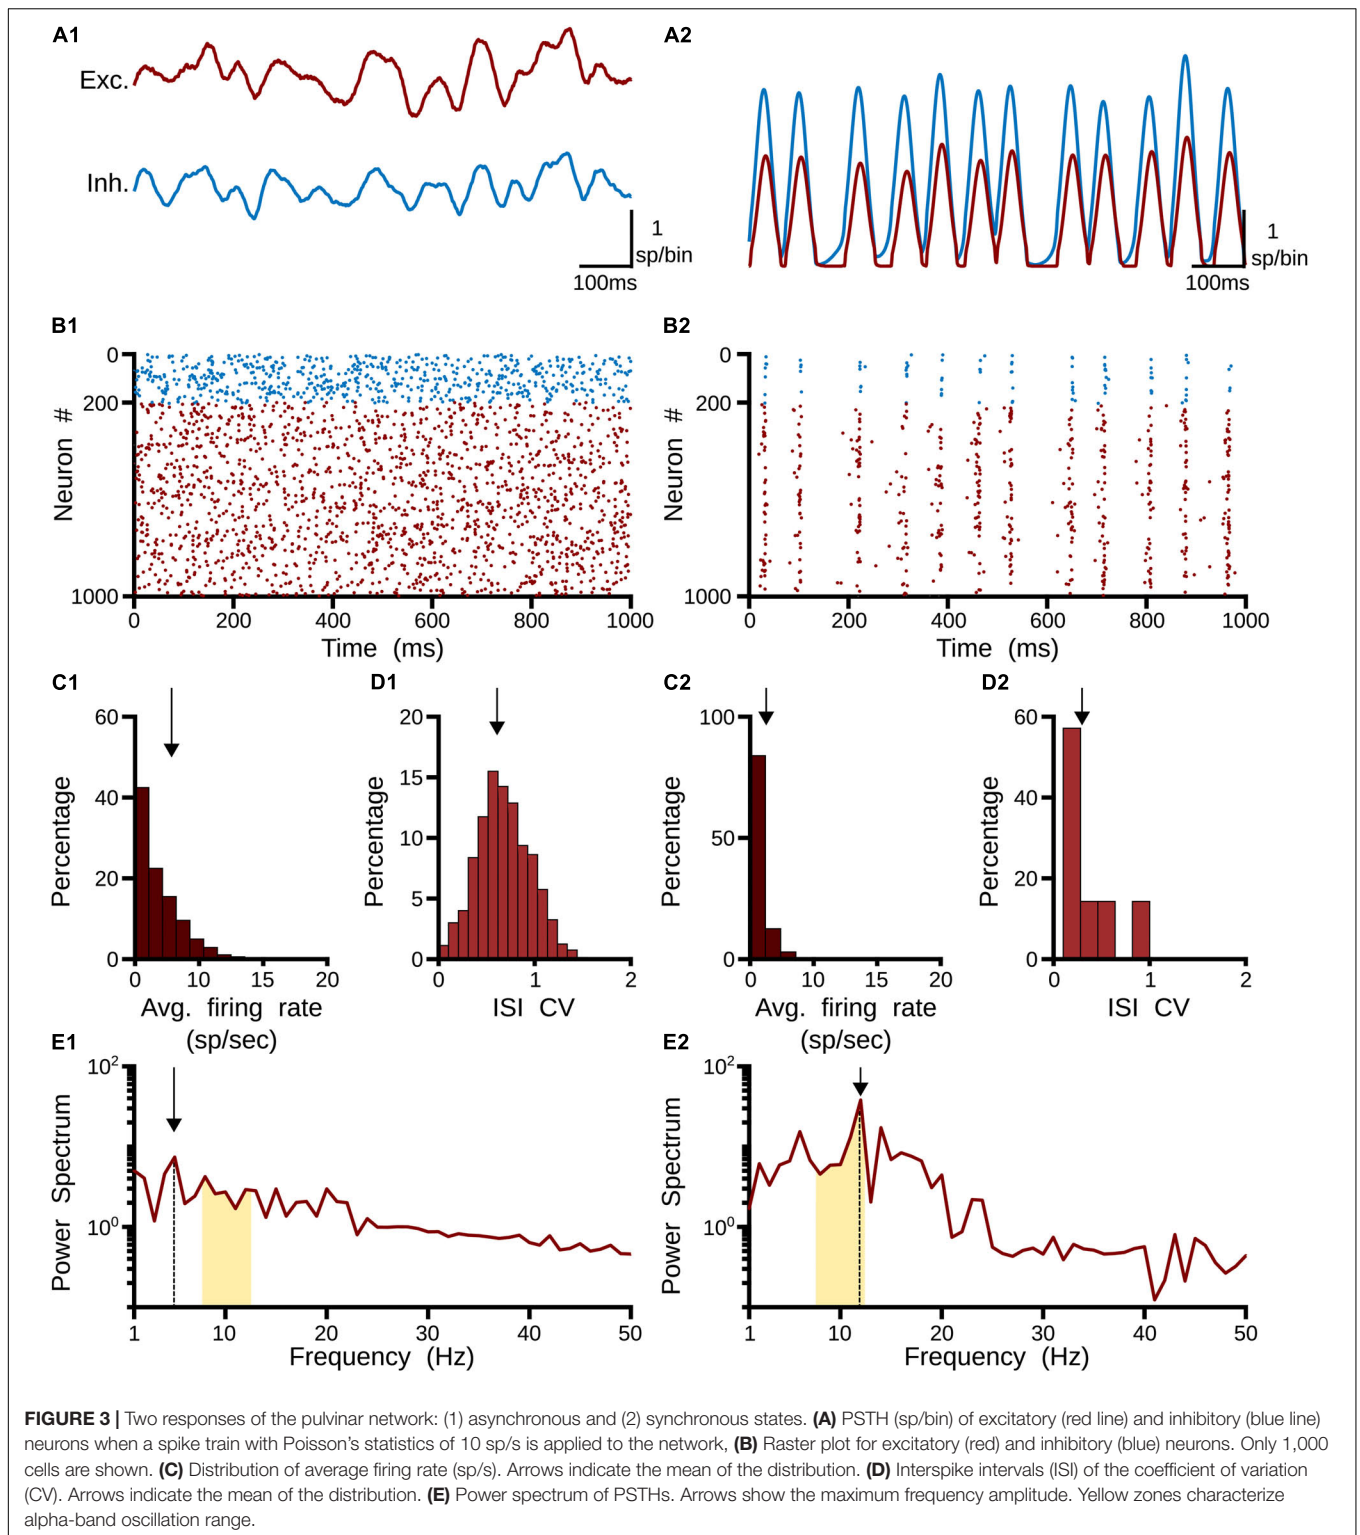 A1
A2
Exc.
Inh.
1
sp/bin
100ms
1
sp/bin
100ms
B1
B2
0
200
1000
Neuron #
0 200 400 600 800 1000
Time (ms)
0
200
1000
Neuron #
0 200 400 600 800 1000
Time (ms)
C1
D1
C2
D2
60
40
20
0
Percentage
0 10 15 20
Avg. firing rate
(sp/sec)
20
15
10
5
0
Percentage
0 1 2
ISI CV
100
50
0
Percentage
0 10 15 20
Avg. firing rate
(sp/sec)
60
40
20
0
Percentage
0 1 2
ISI CV
E1
E2
10²
10⁰
Power Spectrum
1 10 20 30 40 50
Frequency (Hz)
10²
10⁰
Power Spectrum
1 10 20 30 40 50
Frequency (Hz)
FIGURE 3 | Two responses of the pulvinar network: (1) asynchronous and (2) synchronous states. (A) PSTH (sp/bin) of excitatory (red line) and inhibitory (blue line)
neurons when a spike train with Poisson's statistics of 10 sp/s is applied to the network, (B) Raster plot for excitatory (red) and inhibitory (blue) neurons. Only 1,000
cells are shown. (C) Distribution of average firing rate (sp/s). Arrows indicate the mean of the distribution. (D) Interspike intervals (ISI) of the coefficient of variation
(CV). Arrows indicate the mean of the distribution. (E) Power spectrum of PSTHs. Arrows show the maximum frequency amplitude. Yellow zones characterize
alpha-band oscillation range.